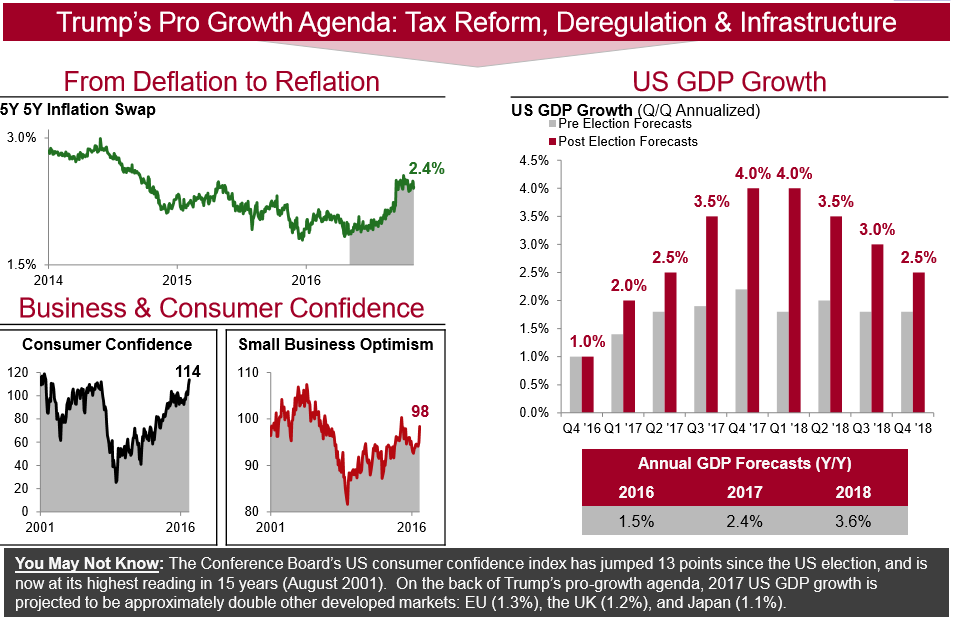 Trump’s Pro Growth Agenda: Tax Reform, Deregulation & Infrastructure
From Deflation to Reflation
5Y 5Y Inflation Swap
3.0%
2.4%
1.5%
2014 2015 2016
Business & Consumer Confidence
Consumer Confidence
120
100
80
60
40
20
0
114
2001 2016
Small Business Optimism
110
100
90
80
98
2001 2016
US GDP Growth
US GDP Growth (Q/Q Annualized)
Pre Election Forecasts
Post Election Forecasts
4.5%
4.0%
3.5%
3.0%
2.5%
2.0%
1.5%
1.0%
0.5%
0.0%
1.0% 2.0% 2.5% 3.5% 4.0% 4.0% 3.5% 3.0% 2.5%
Q4 '16 Q1 '17 Q2 '17 Q3 '17 Q4 '17 Q1 '18 Q2 '18 Q3 '18 Q4 '18
Annual GDP Forecasts (Y/Y)
2016 2017 2018
1.5% 2.4% 3.6%
You May Not Know: The Conference Board’s US consumer confidence index has jumped 13 points since the US election, and is
now at its highest reading in 15 years (August 2001). On the back of Trump’s pro-growth agenda, 2017 US GDP growth is
projected to be approximately double other developed markets: EU (1.3%), the UK (1.2%), and Japan (1.1%).